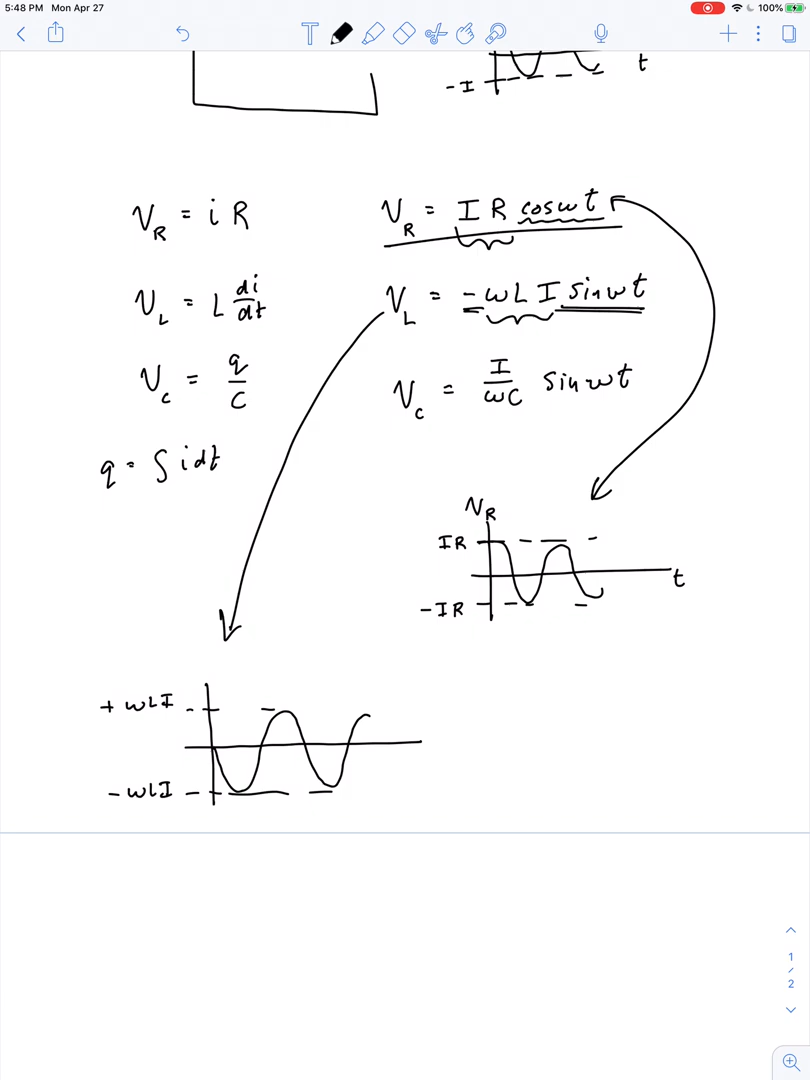 5:48 PM Mon Apr 27 100%
T
- I t
V_R = i R V_R = I R cos ωt
V_L = L di/dt V_L = - ωL I sin ωt
V_c = q/C V_c = I/ωC sin ωt
q = ∫ i dt
V_R
IR
t
-IR
+ ωLI
- ωLI
1
/
2